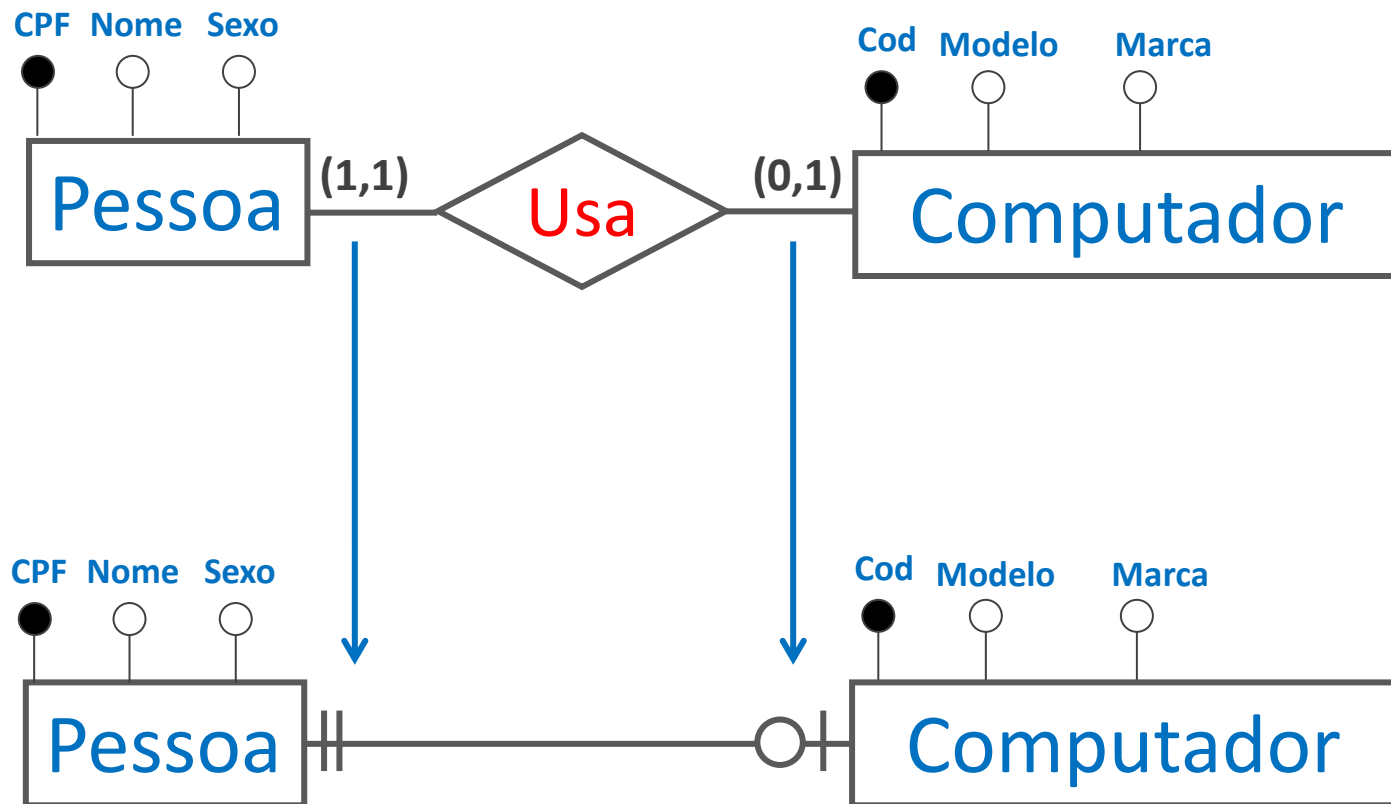 CPF Nome Sexo
Cod Modelo Marca
Pessoa (1,1) Usa (0,1) Computador
CPF Nome Sexo
Cod Modelo Marca
Pessoa Computador